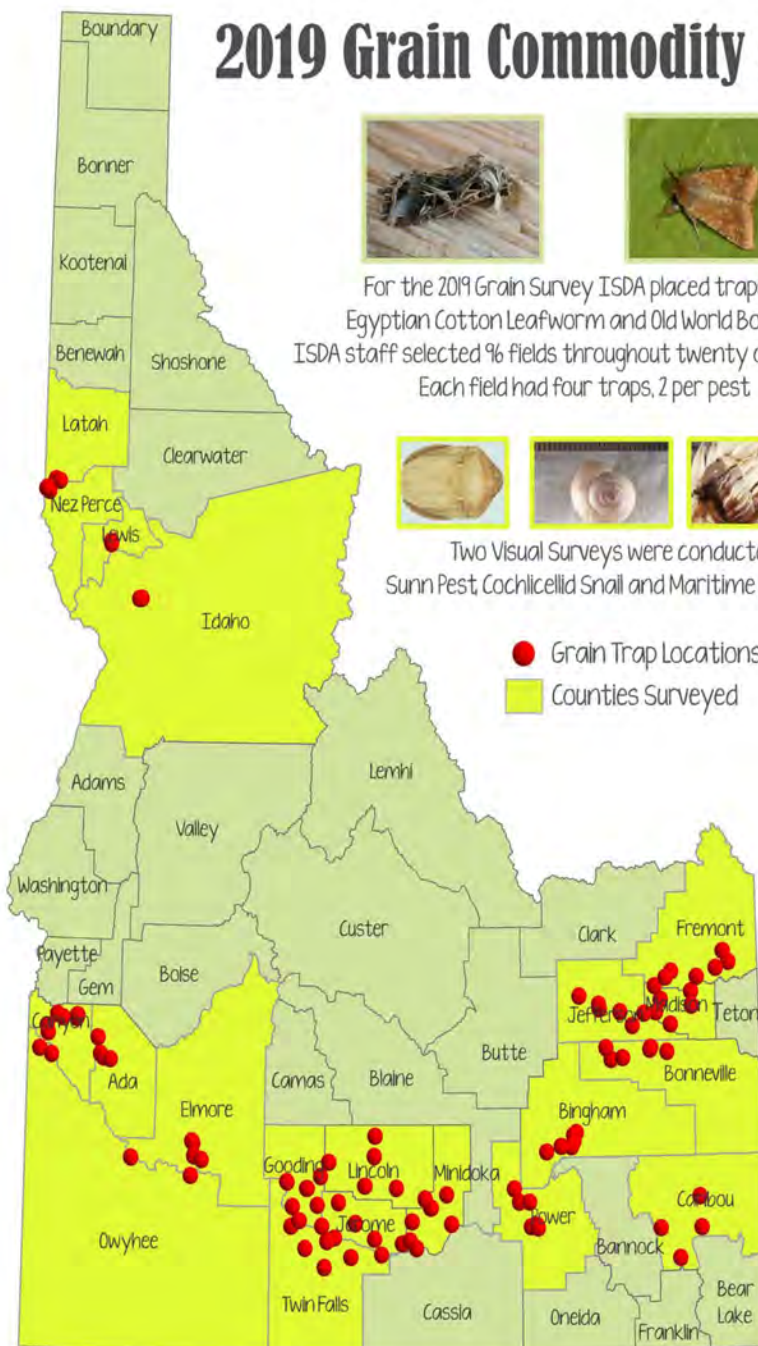 2019 Grain Commodity
Boundary
Bonner
Kootenai
Benewah
Shoshone
Latah
Clearwater
Nez Perce
Lewis
Idaho
For the 2019 Grain Survey ISDA placed trap
Egyptian Cotton Leafworm and Old World Bo
ISDA staff selected 96 fields throughout twenty c
Each field had four traps, 2 per pest
Two Visual Surveys were conducte
Sunn Pest, Cochlicellid Snail and Maritime
Grain Trap Locations
Counties Surveyed
Adams
Lemhi
Valley
Washington
Custer
Clark
Fremont
Payette
Gem
Boise
Jefferson
Madison
Teton
Canyon
Ada
Butte
Elmore
Camas
Blaine
Bonneville
Bingham
Gooding
Lincoln
Minidoka
Jerome
Power
Caribou
Owyhee
Bannock
Twin Falls
Cassia
Oneida
Franklin
Bear
Lake